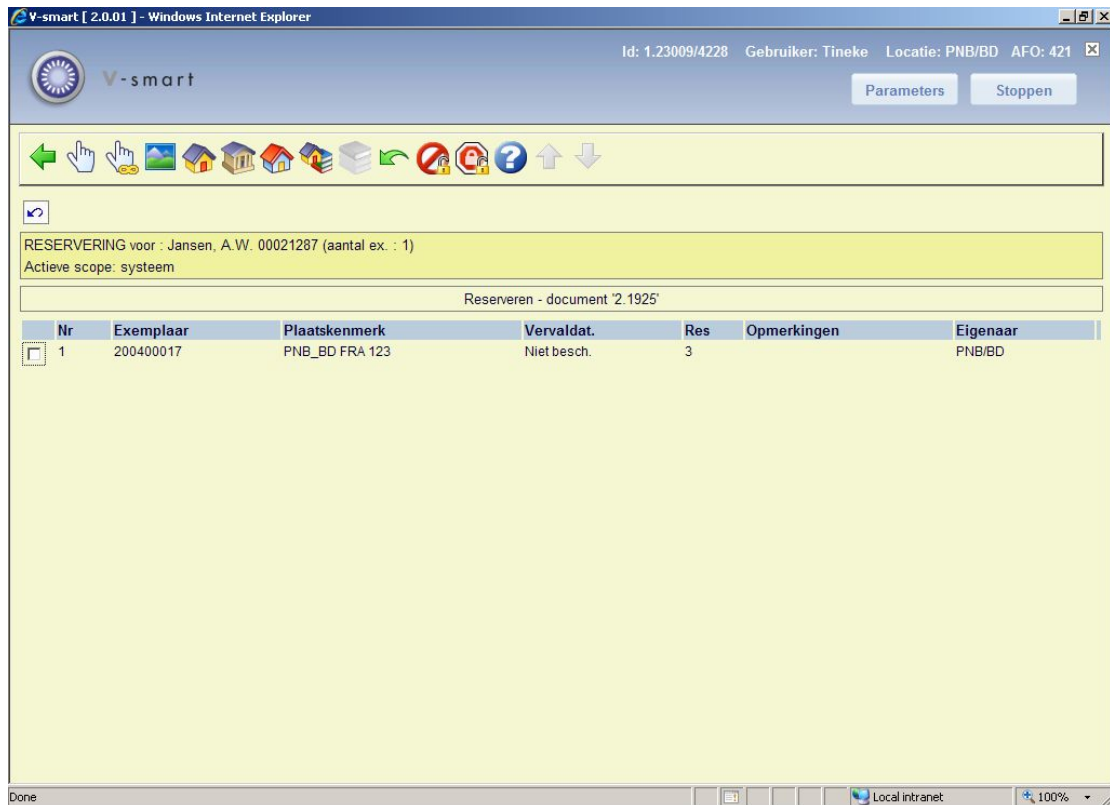 V-smart [ 2.0.01 ] - Windows Internet Explorer
Id: 1.23009/4228 Gebruiker: Tineke Locatie: PNB/BD AFO: 421
V-smart
Parameters Stoppen
RESERVERING voor : Jansen, A.W. 00021287 (aantal ex. : 1)
Actieve scope: systeem
Reserveren - document '2.1925'
Nr Exemplaar Plaatskenmerk Vervaldat. Res Opmerkingen Eigenaar
1 200400017 PNB_BD FRA 123 Niet besch. 3 PNB/BD
Done Local intranet 100%